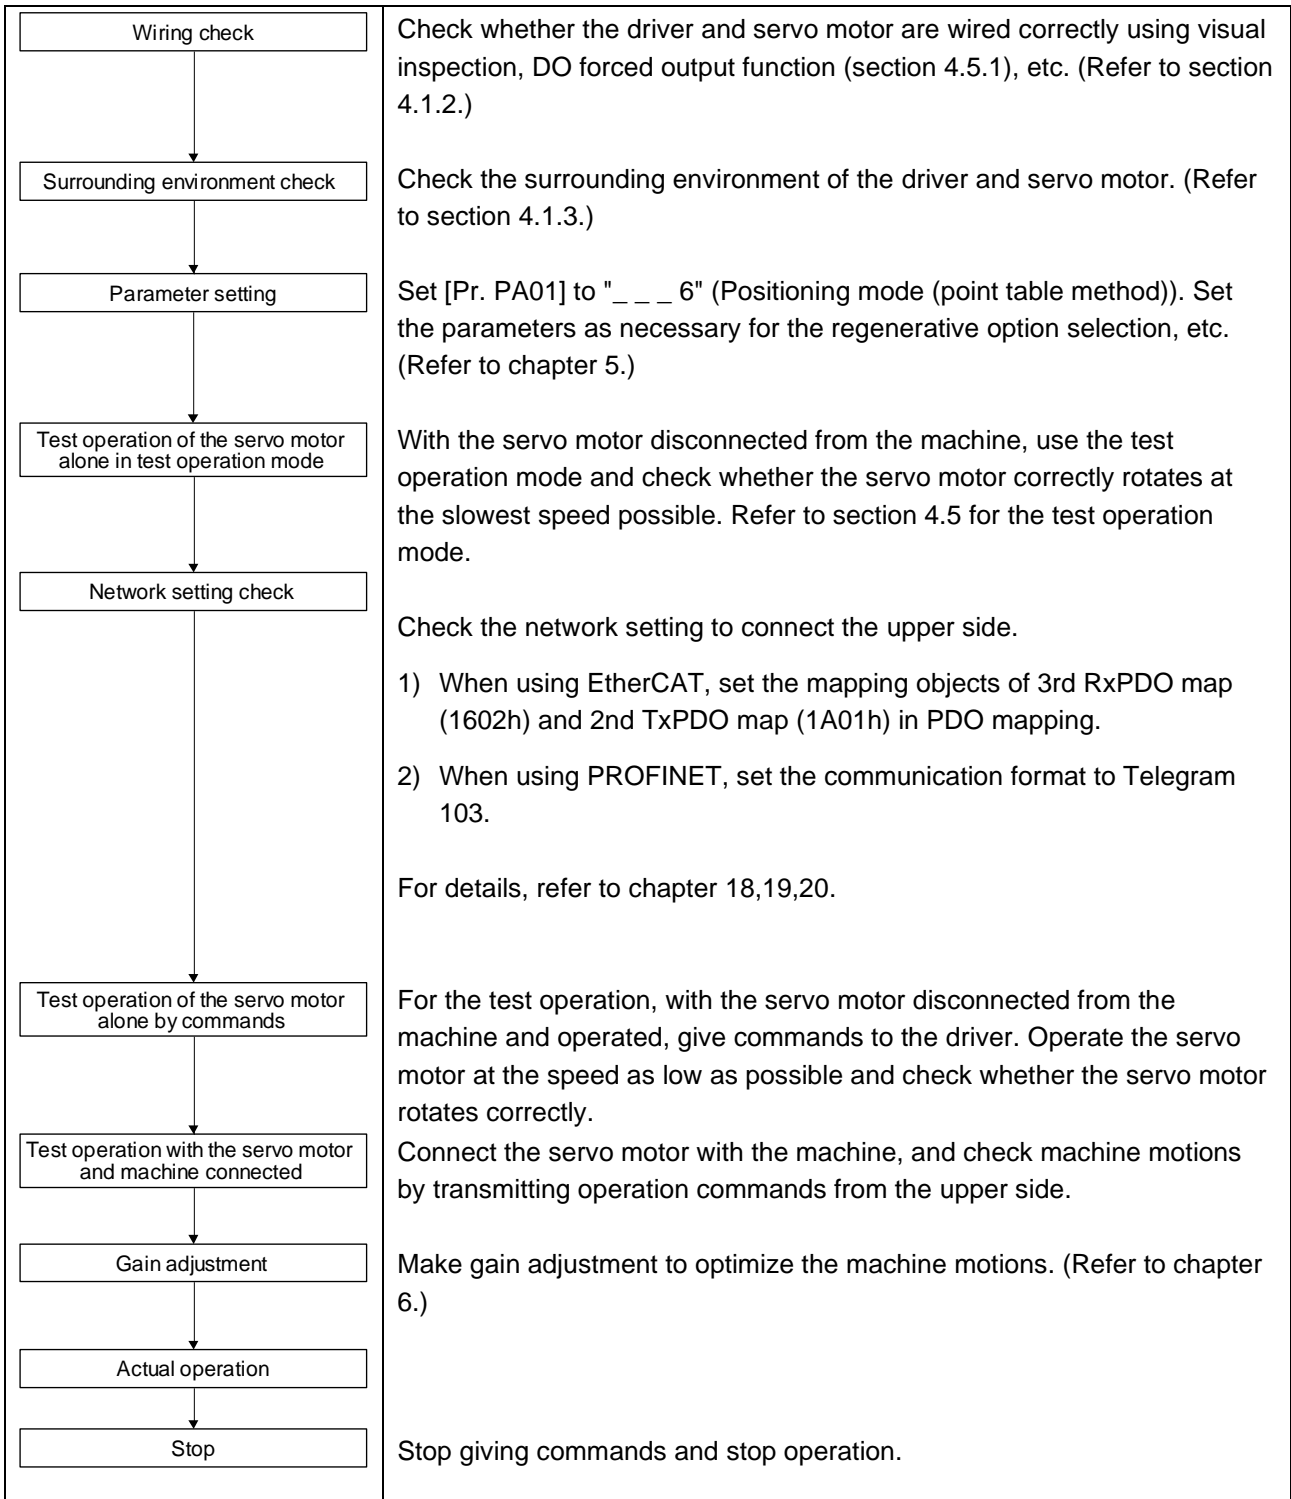 Wiring check
Check whether the driver and servo motor are wired correctly using visual
inspection, DO forced output function (section 4.5.1), etc. (Refer to section
4.1.2.)
Surrounding environment check
Check the surrounding environment of the driver and servo motor. (Refer
to section 4.1.3.)
Parameter setting
Set [Pr. PA01] to "_ _ _ 6" (Positioning mode (point table method)). Set
the parameters as necessary for the regenerative option selection, etc.
(Refer to chapter 5.)
Test operation of the servo motor
alone in test operation mode
With the servo motor disconnected from the machine, use the test
operation mode and check whether the servo motor correctly rotates at
the slowest speed possible. Refer to section 4.5 for the test operation
mode.
Network setting check
Check the network setting to connect the upper side.
1) When using EtherCAT, set the mapping objects of 3rd RxPDO map
(1602h) and 2nd TxPDO map (1A01h) in PDO mapping.
2) When using PROFINET, set the communication format to Telegram
103.
For details, refer to chapter 18,19,20.
Test operation of the servo motor
alone by commands
For the test operation, with the servo motor disconnected from the
machine and operated, give commands to the driver. Operate the servo
motor at the speed as low as possible and check whether the servo motor
rotates correctly.
Test operation with the servo motor
and machine connected
Connect the servo motor with the machine, and check machine motions
by transmitting operation commands from the upper side.
Gain adjustment
Make gain adjustment to optimize the machine motions. (Refer to chapter
6.)
Actual operation
Stop
Stop giving commands and stop operation.